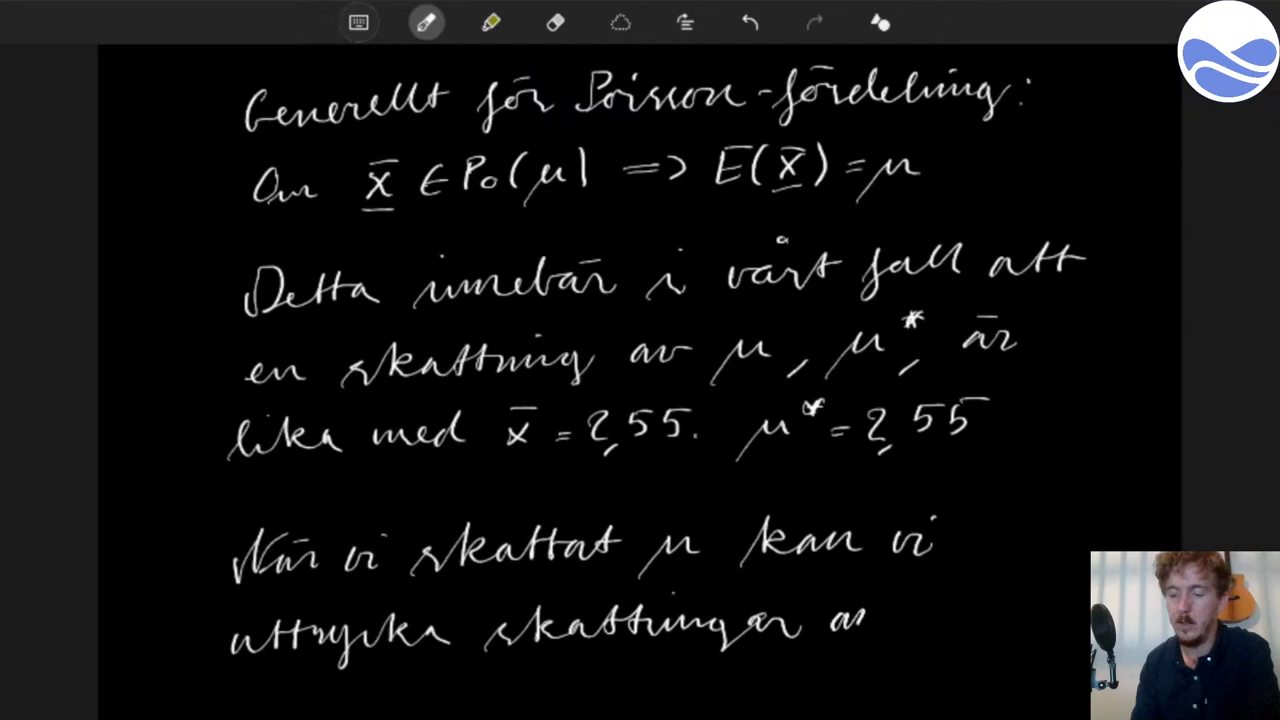 Generellt för Poisson-fördelning:
Om X̄ ∈ Po(μ) ⇒ E(X̄) = μ
Detta innebär i vårt fall att
en skattning av μ, μ*, är
lika med x̄ = 2,55. μ* = 2,55
När vi skattat μ kan vi
uttrycka skattningar av